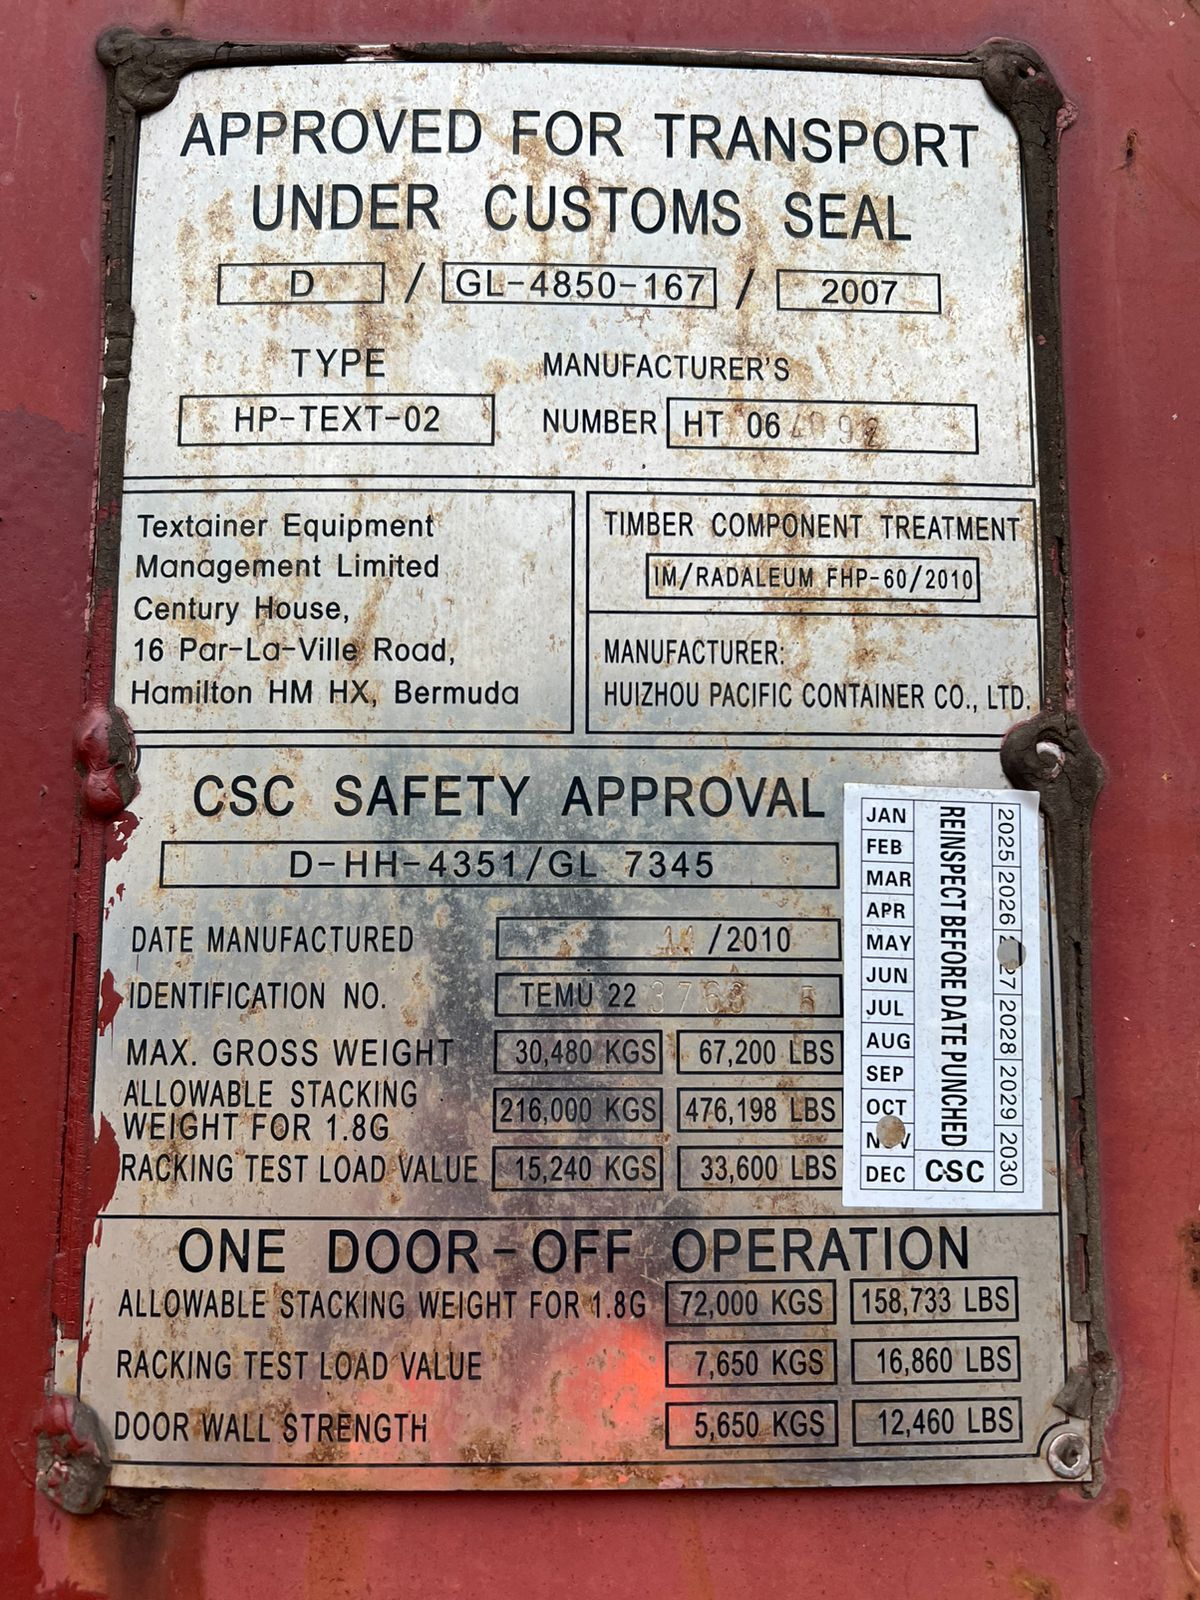 APPROVED FOR TRANSPORT
UNDER CUSTOMS SEAL
D / GL-4850-167 / 2007
TYPE
HP-TEXT-02
MANUFACTURER'S
NUMBER HT 06
Textainer Equipment
Management Limited
Century House,
16 Par-La-Ville Road,
Hamilton HM HX, Bermuda
TIMBER COMPONENT TREATMENT
IM/RADALEUM FHP-60/2010
MANUFACTURER:
HUIZHOU PACIFIC CONTAINER CO., LTD.
CSC SAFETY APPROVAL
D-HH-4351/GL 7345
DATE MANUFACTURED /2010
IDENTIFICATION NO. TEMU 22
MAX. GROSS WEIGHT 30,480 KGS 67,200 LBS
ALLOWABLE STACKING
WEIGHT FOR 1.8G 216,000 KGS 476,198 LBS
RACKING TEST LOAD VALUE 15,240 KGS 33,600 LBS
JAN
FEB
MAR
APR
MAY
JUN
JUL
AUG
SEP
OCT
DEC
REINSPECT BEFORE DATE PUNCHED
CSC
2025 2026 2028 2029 2030
ONE DOOR-OFF OPERATION
ALLOWABLE STACKING WEIGHT FOR 1.8G 72,000 KGS 158,733 LBS
RACKING TEST LOAD VALUE 7,650 KGS 16,860 LBS
DOOR WALL STRENGTH 5,650 KGS 12,460 LBS